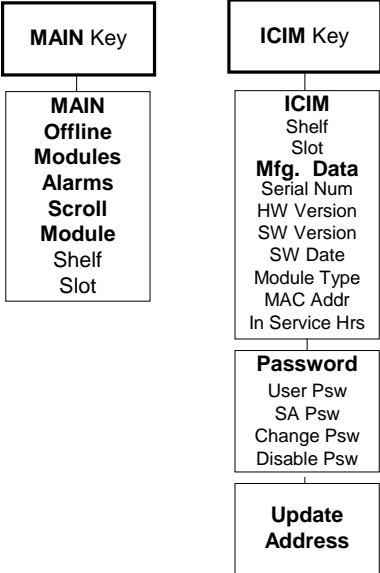 MAIN Key
MAIN
Offline
Modules
Alarms
Scroll
Module
Shelf
Slot
ICIM Key
ICIM
Shelf
Slot
Mfg. Data
Serial Num
HW Version
SW Version
SW Date
Module Type
MAC Addr
In Service Hrs
Password
User Psw
SA Psw
Change Psw
Disable Psw
Update
Address